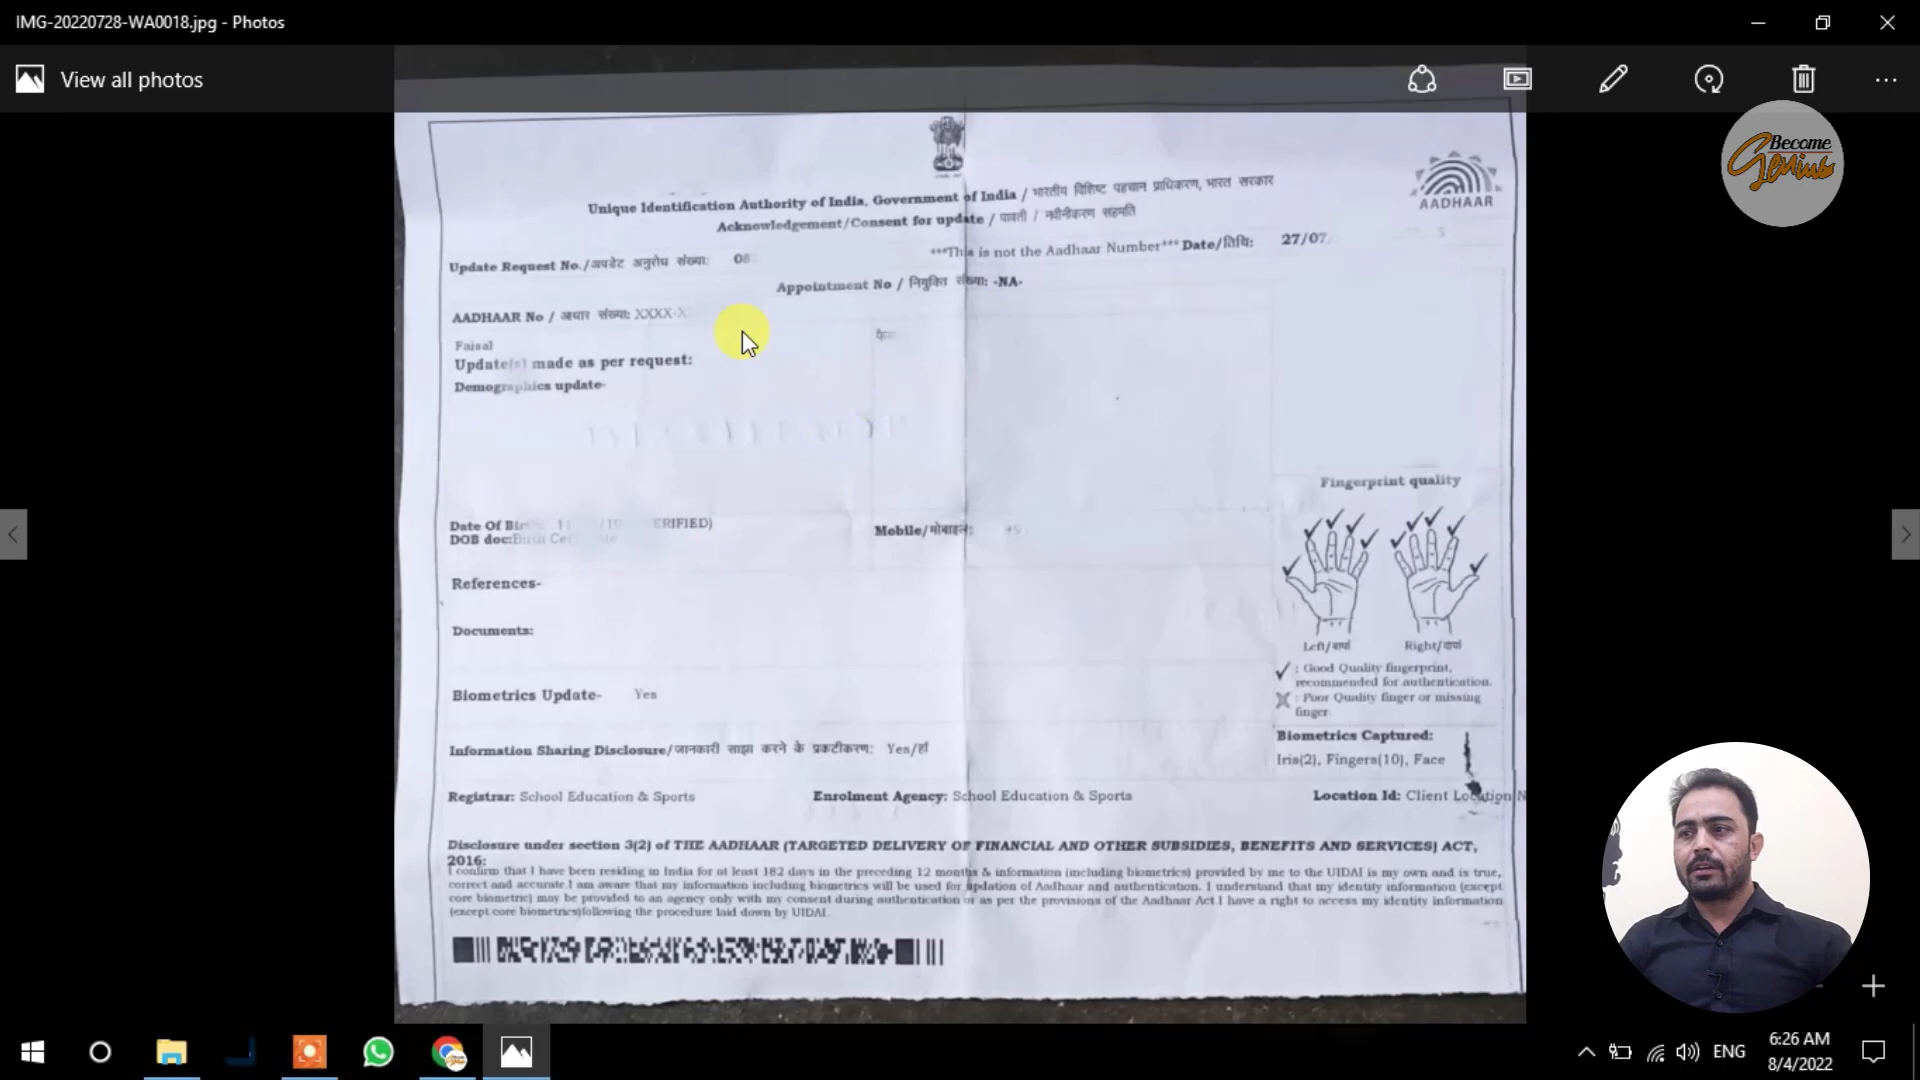 IMG-20220728-WA0018.jpg - Photos
View all photos
Become
Genius
Unique Identification Authority of India, Government of India / भारतीय विशिष्ट पहचान प्राधिकरण, भारत सरकार
AADHAAR
Acknowledgement/Consent for update / पावती / नवीनीकरण सहमति
***This is not the Aadhaar Number*** Date/तिथि: 27/07
Update Request No./अपडेट अनुरोध संख्या: 08
Appointment No / नियुक्ति संख्या: -NA-
AADHAAR No / आधार संख्या: XXXX-X
Faisal
Update(s) made as per request:
Demographics update-
Fingerprint quality
Date Of Birth: 11 /19 VERIFIED)
Mobile/मोबाइल:
DOB doc:Birth
References-
Documents:
Left/बायां Right/दायां
: Good Quality fingerprint,
recommended for authentication.
: Poor Quality finger or missing
finger
Biometrics Update- Yes
Information Sharing Disclosure/जानकारी साझा करने के प्रकटीकरण: Yes/हाँ
Biometrics Captured:
Iris(2), Fingers(10), Face
Registrar: School Education & Sports Enrolment Agency: School Education & Sports Location Id: Client Location N
Disclosure under section 3(2) of THE AADHAAR (TARGETED DELIVERY OF FINANCIAL AND OTHER SUBSIDIES, BENEFITS AND SERVICES) ACT,
2016:
I confirm that I have been residing in India for at least 182 days in the preceding 12 months & information (including biometrics) provided by me to the UIDAI is my own and is true,
correct and accurate.I am aware that my information including biometrics will be used for updation of Aadhaar and authentication. I understand that my identity information (except
core biometric) may be provided to an agency only with my consent during authentication or as per the provisions of the Aadhaar Act.I have a right to access my identity information
(except core biometrics)following the procedure laid down by UIDAI.
ENG
6:26 AM
8/4/2022